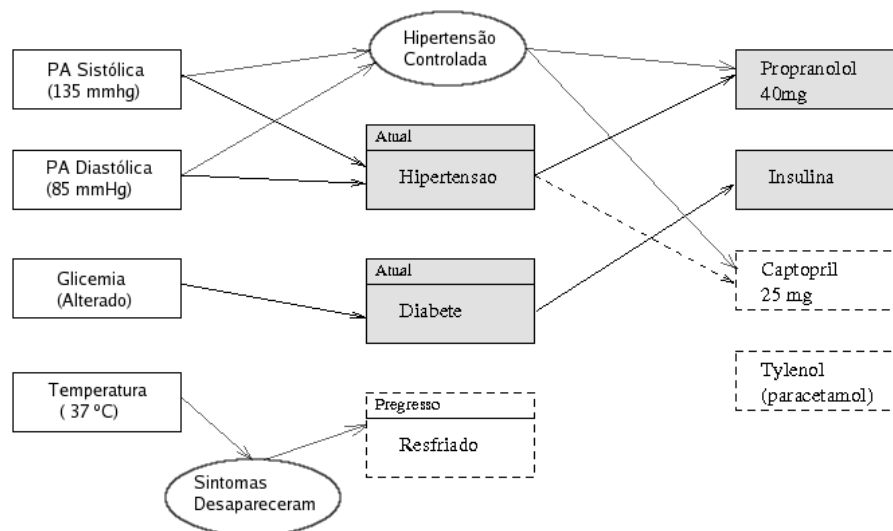 PA Sistólica
(135 mmhg)
PA Diastólica
(85 mmHg)
Glicemia
(Alterado)
Temperatura
( 37 ºC)
Hipertensão
Controlada
Atual
Hipertensao
Atual
Diabete
Pregresso
Resfriado
Sintomas
Desapareceram
Propranolol
40mg
Insulina
Captopril
25 mg
Tylenol
(paracetamol)